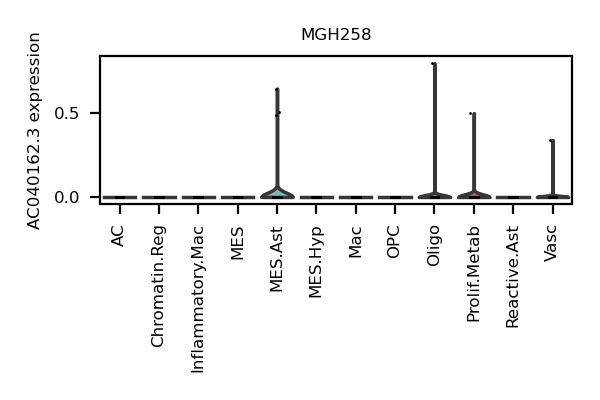 MGH258
AC040162.3 expression
0.5
0.0
AC
Chromatin.Reg
Inflammatory.Mac
MES
MES.Ast
MES.Hyp
Mac
OPC
Oligo
Prolif.Metab
Reactive.Ast
Vasc